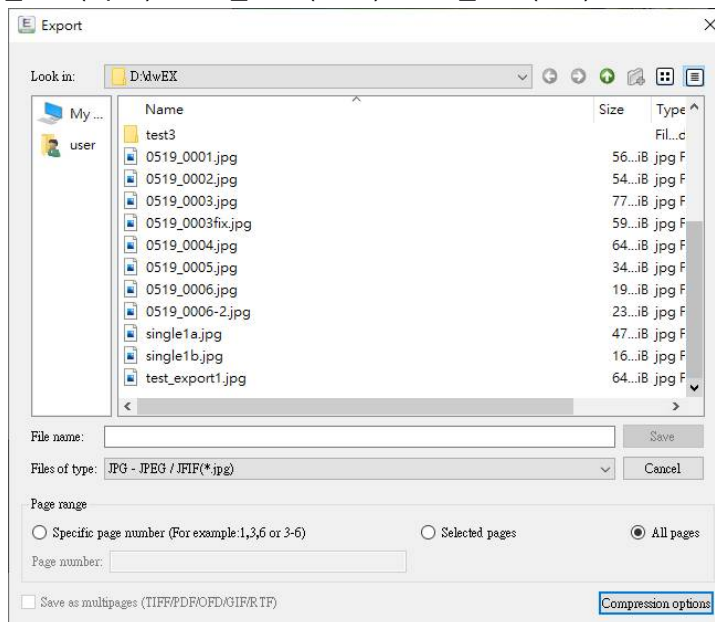 Export
Look in: D:\dwEX
My ...
user
Name Size Type
test3 Fil...d
0519_0001.jpg 56...iB jpg F
0519_0002.jpg 54...iB jpg F
0519_0003.jpg 77...iB jpg F
0519_0003fix.jpg 59...iB jpg F
0519_0004.jpg 64...iB jpg F
0519_0005.jpg 34...iB jpg F
0519_0006.jpg 19...iB jpg F
0519_0006-2.jpg 23...iB jpg F
single1a.jpg 47...iB jpg F
single1b.jpg 16...iB jpg F
test_export1.jpg 64...iB jpg F
File name: Save
Files of type: JPG - JPEG / JFIF(*.jpg) Cancel
Page range
Specific page number (For example:1,3,6 or 3-6) Selected pages All pages
Page number:
Save as multipages (TIFF/PDF/OFD/GIF/RTF) Compression options